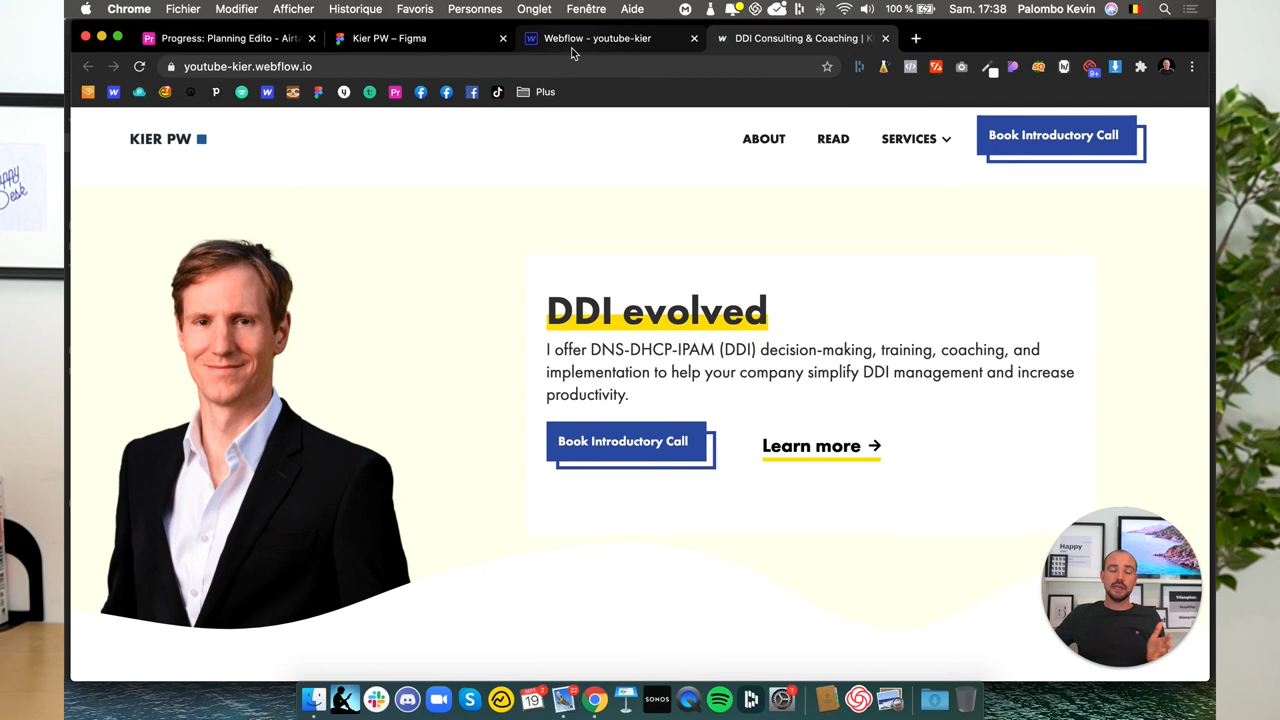 Chrome Fichier Modifier Afficher Historique Favoris Personnes Onglet Fenêtre Aide 100 % Sam. 17:38 Palombo Kevin
Progress: Planning Edito - Airta
Kier PW – Figma
Webflow - youtube-kier
DDI Consulting & Coaching | K
youtube-kier.webflow.io
9+
Plus
KIER PW
ABOUT READ SERVICES Book Introductory Call
DDI evolved
I offer DNS-DHCP-IPAM (DDI) decision-making, training, coaching, and
implementation to help your company simplify DDI management and increase
productivity.
Book Introductory Call
Learn more →
Happy
SONOS